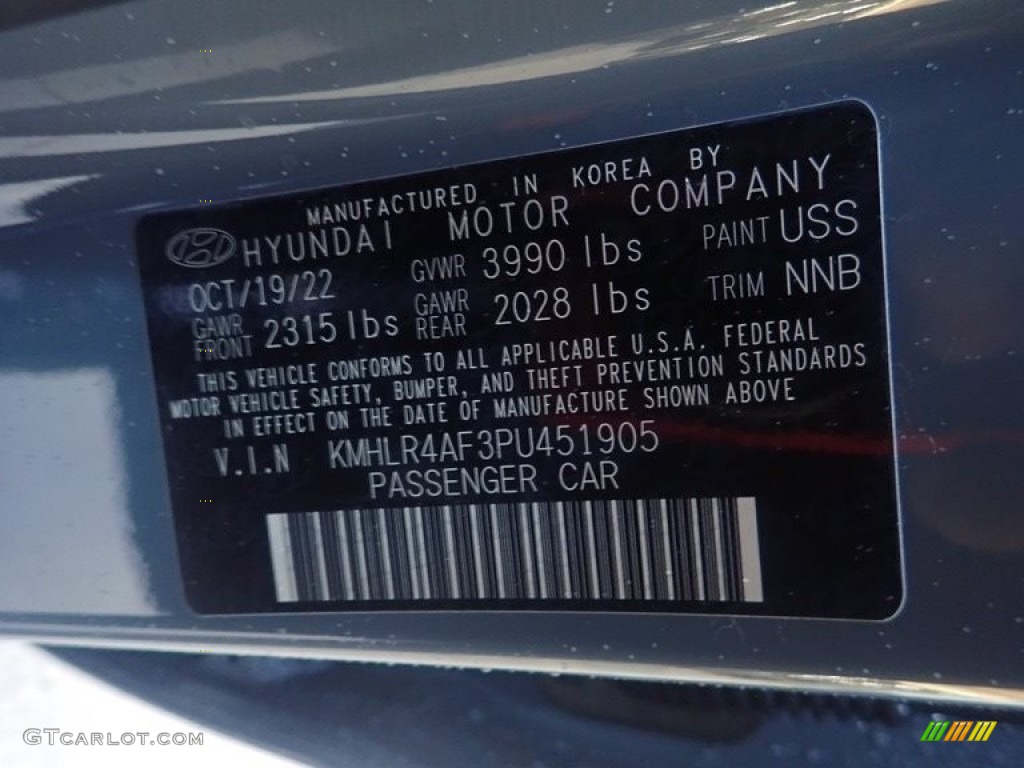 MANUFACTURED IN KOREA BY
HYUNDAI MOTOR COMPANY
OCT/19/22 GVWR 3990 lbs PAINT USS
GAWR FRONT 2315 lbs GAWR REAR 2028 lbs TRIM NNB
THIS VEHICLE CONFORMS TO ALL APPLICABLE U.S.A. FEDERAL
MOTOR VEHICLE SAFETY, BUMPER, AND THEFT PREVENTION STANDARDS
IN EFFECT ON THE DATE OF MANUFACTURE SHOWN ABOVE
V.I.N KMHLR4AF3PU451905
PASSENGER CAR
GTCARLOT.COM